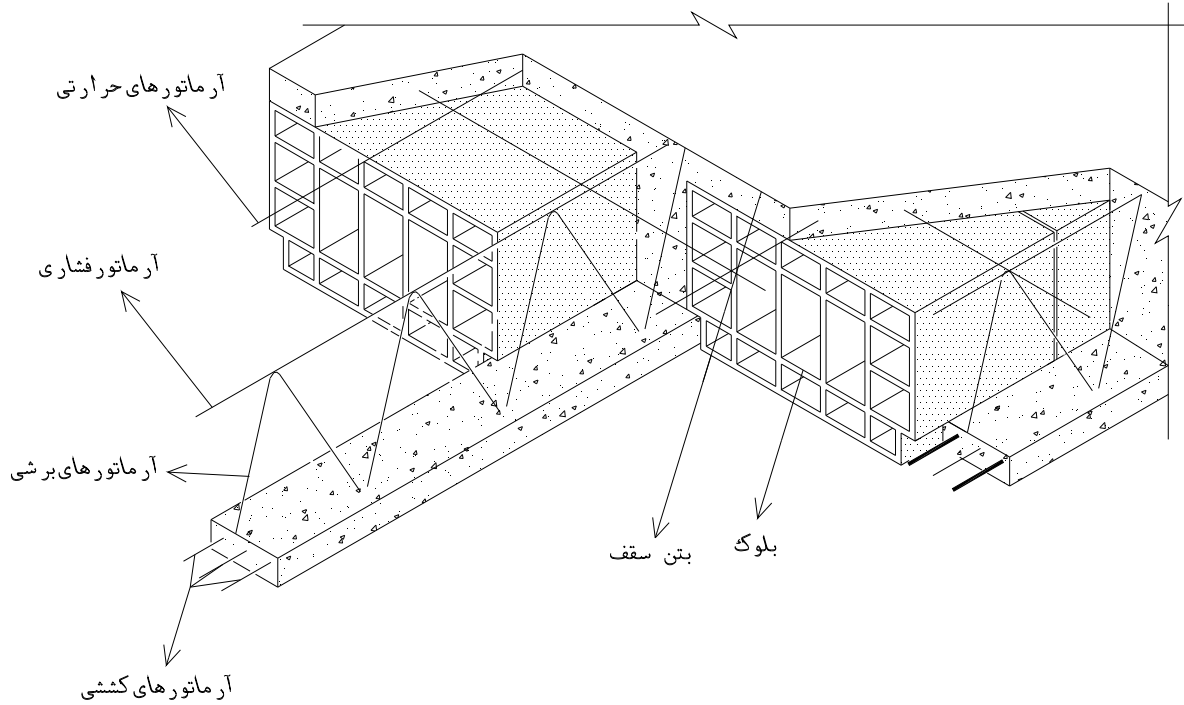 آرماتورهای حرارتی
آرماتور فشاری
آرماتورهای برشی
بتن سقف
بلوک
آرماتورهای کششی